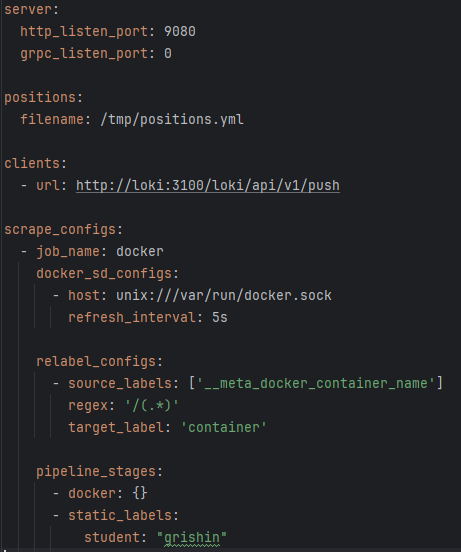 server:
  http_listen_port: 9080
  grpc_listen_port: 0

positions:
  filename: /tmp/positions.yml

clients:
  - url: http://loki:3100/loki/api/v1/push

scrape_configs:
  - job_name: docker
    docker_sd_configs:
      - host: unix:///var/run/docker.sock
        refresh_interval: 5s

    relabel_configs:
      - source_labels: ['__meta_docker_container_name']
        regex: '/(.*)'
        target_label: 'container'

    pipeline_stages:
      - docker: {}
      - static_labels:
          student: "grishin"